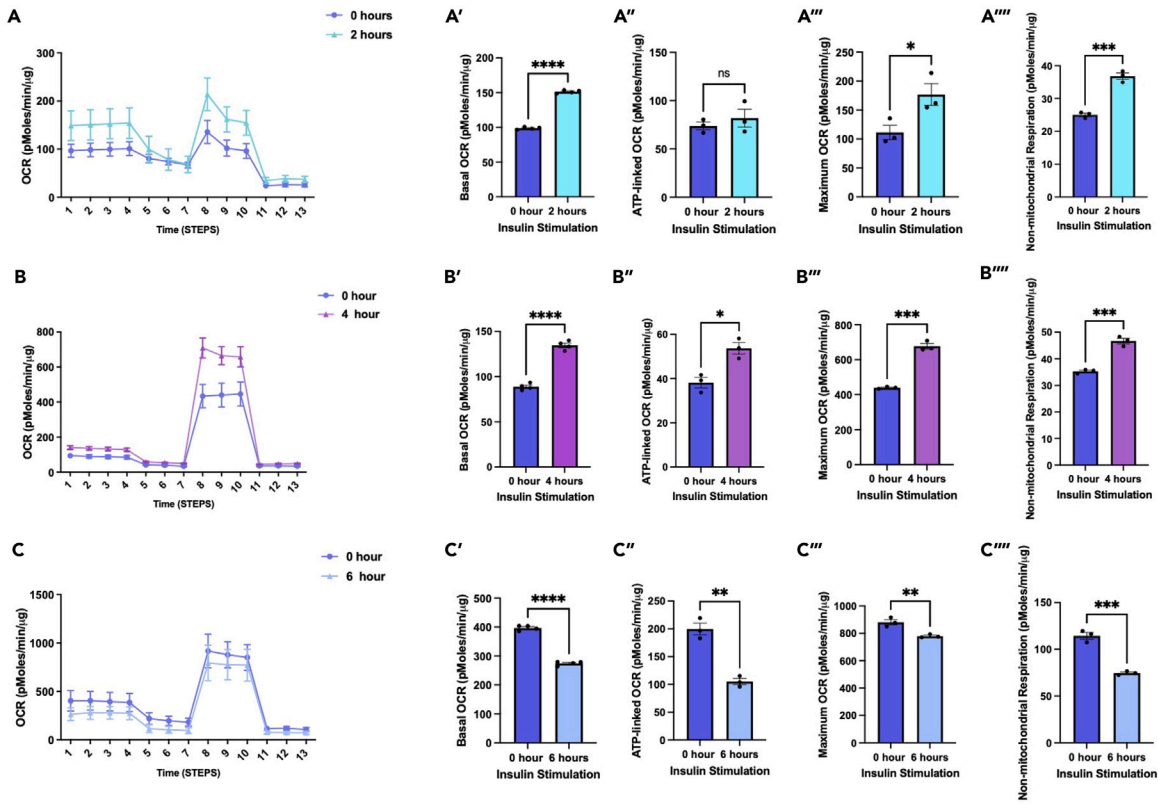 A
0 hours
2 hours
OCR (pMoles/min/µg)
300
200
100
0
1 2 3 4 5 6 7 8 9 10 11 12 13
Time (STEPS)
A′
Basal OCR (pMoles/min/µg)
200
150
100
50
0
****
0 hour 2 hours
Insulin Stimulation
A″
ATP-linked OCR (pMoles/min/µg)
150
100
50
0
ns
0 hour 2 hours
Insulin Stimulation
A‴
Maximum OCR (pMoles/min/µg)
250
200
150
100
50
0
*
0 hour 2 hours
Insulin Stimulation
A⁗
Non-mitochondrial Respiration (pMoles/min/µg)
40
30
20
10
0
***
0 hour 2 hours
Insulin Stimulation
B
0 hour
4 hour
OCR (pMoles/min/µg)
800
600
400
200
0
1 2 3 4 5 6 7 8 9 10 11 12 13
Time (STEPS)
B′
Basal OCR (pMoles/min/µg)
150
100
50
0
****
0 hour 4 hours
Insulin Stimulation
B″
ATP-linked OCR (pMoles/min/µg)
60
40
20
0
*
0 hour 4 hours
Insulin Stimulation
B‴
Maximum OCR (pMoles/min/µg)
800
600
400
200
0
***
0 hour 4 hours
Insulin Stimulation
B⁗
Non-mitochondrial Respiration (pMoles/min/µg)
50
40
30
20
10
0
***
0 hour 4 hours
Insulin Stimulation
C
0 hour
6 hour
OCR (pMoles/min/µg)
1500
1000
500
0
1 2 3 4 5 6 7 8 9 10 11 12 13
Time (STEPS)
C′
Basal OCR (pMoles/min/µg)
500
400
300
200
100
0
****
0 hour 6 hours
Insulin Stimulation
C″
ATP-linked OCR (pMoles/min/µg)
250
200
150
100
50
0
**
0 hour 6 hours
Insulin Stimulation
C‴
Maximum OCR (pMoles/min/µg)
1000
800
600
400
200
0
**
0 hour 6 hours
Insulin Stimulation
C⁗
Non-mitochondrial Respiration (pMoles/min/µg)
150
100
50
0
***
0 hour 6 hours
Insulin Stimulation